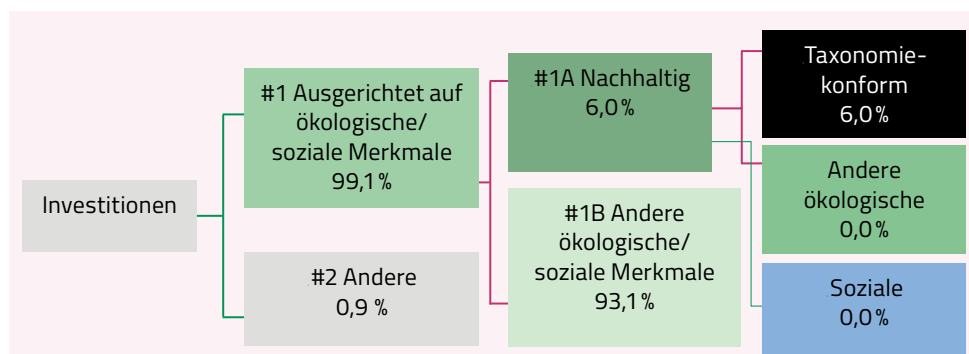 Investitionen
#1 Ausgerichtet auf
ökologische/
soziale Merkmale
99,1 %
#2 Andere
0,9 %
#1A Nachhaltig
6,0 %
#1B Andere
ökologische/
soziale Merkmale
93,1 %
Taxonomie-
konform
6,0 %
Andere
ökologische
0,0 %
Soziale
0,0 %